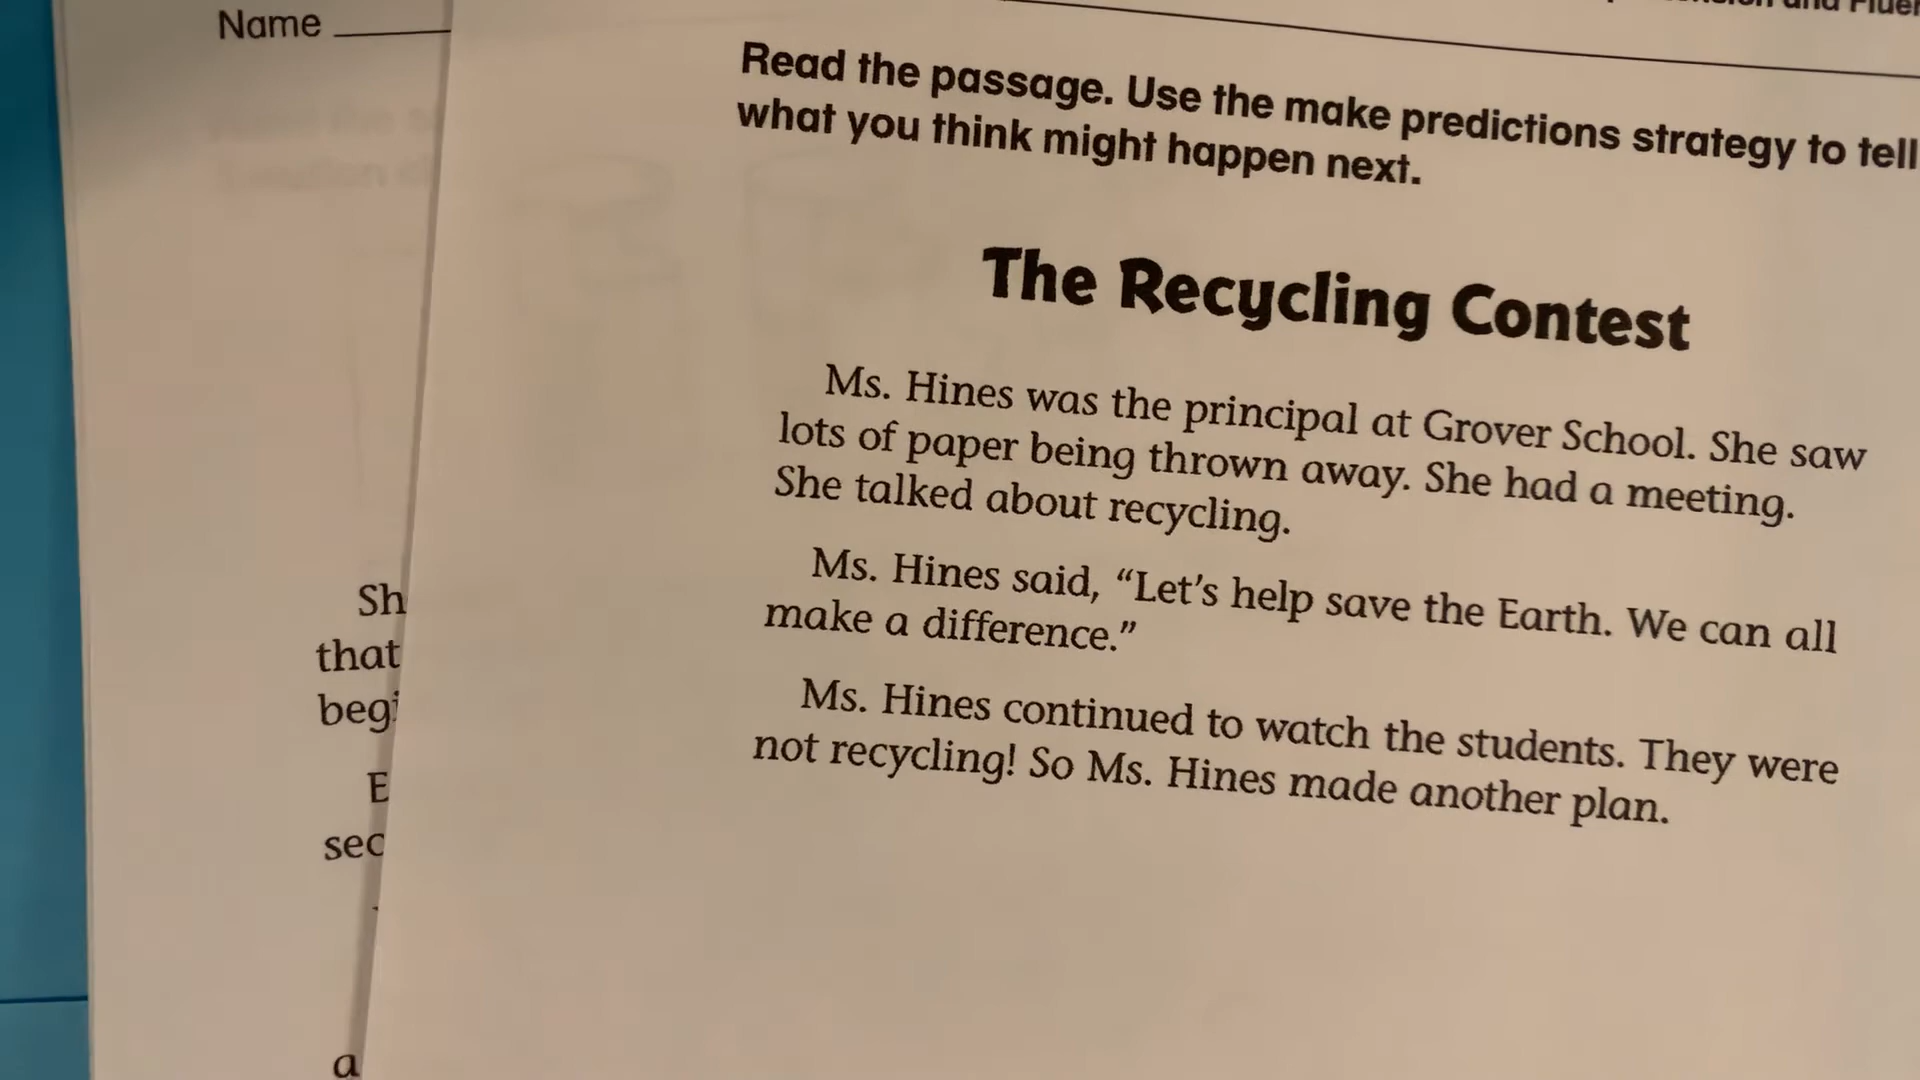 Name
and
Read the passage. Use the make predictions strategy to tell
what you think might happen next.
The Recycling Contest
Ms. Hines was the principal at Grover School. She saw
lots of paper being thrown away. She had a meeting.
She talked about recycling.
Ms. Hines said, “Let’s help save the Earth. We can all
make a difference.”
Ms. Hines continued to watch the students. They were
not recycling! So Ms. Hines made another plan.
Sh
that
begi
E
sec
a